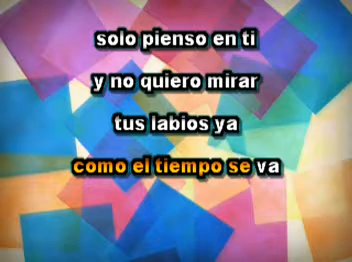 solo pienso en ti
y no quiero mirar
tus labios ya
como el tiempo se va